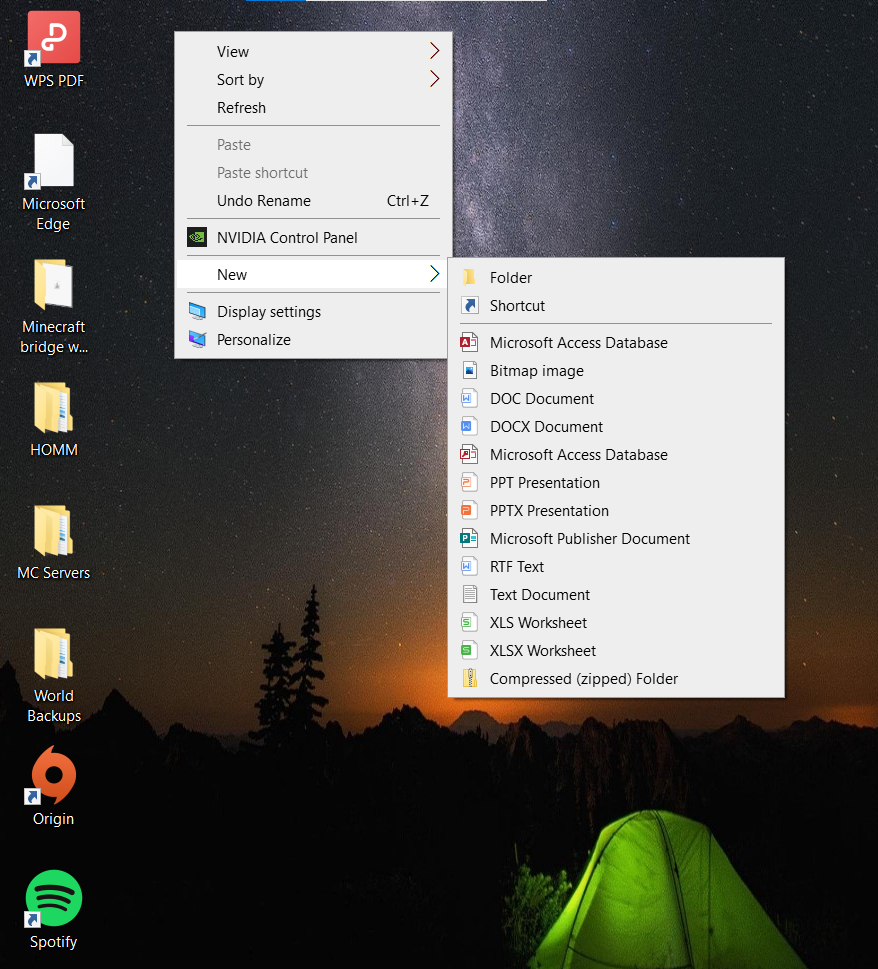 WPS PDF
Microsoft
Edge
Minecraft
bridge w...
HOMM
MC Servers
World
Backups
Origin
Spotify
View
Sort by
Refresh
Paste
Paste shortcut
Undo Rename Ctrl+Z
NVIDIA Control Panel
New
Display settings
Personalize
Folder
Shortcut
Microsoft Access Database
Bitmap image
DOC Document
DOCX Document
Microsoft Access Database
PPT Presentation
PPTX Presentation
Microsoft Publisher Document
RTF Text
Text Document
XLS Worksheet
XLSX Worksheet
Compressed (zipped) Folder